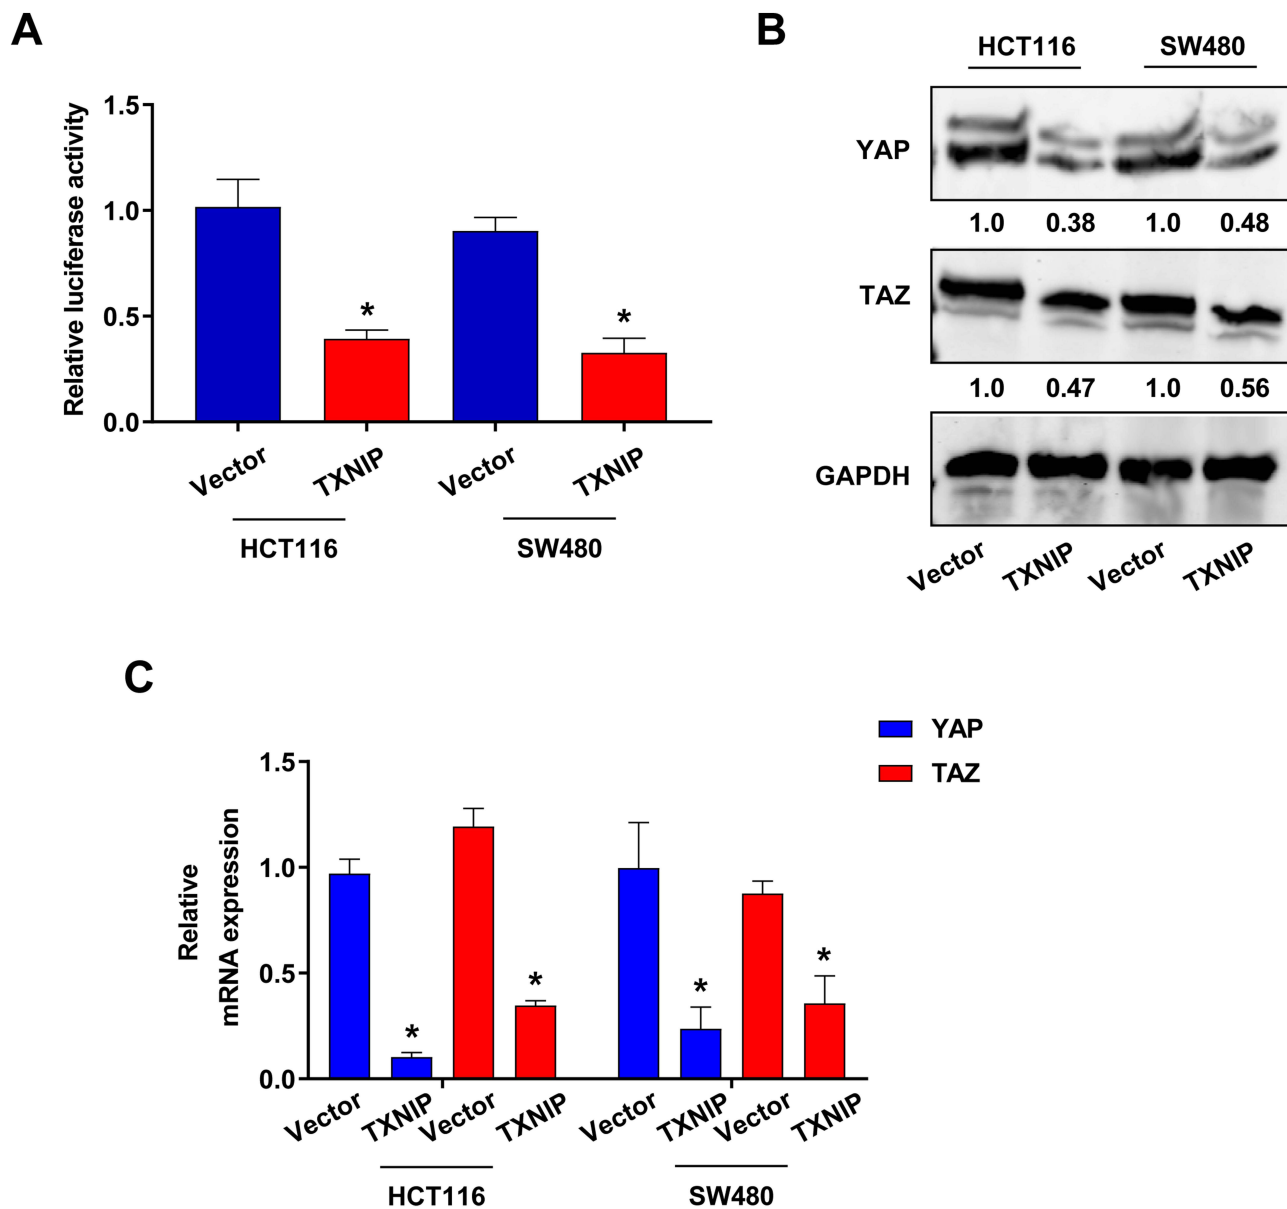 A
Relative luciferase activity
1.5
1.0
0.5
0.0
*
*
Vector
TXNIP
Vector
TXNIP
HCT116
SW480
B
HCT116
SW480
YAP
1.0 0.38 1.0 0.48
TAZ
1.0 0.47 1.0 0.56
GAPDH
Vector
TXNIP
Vector
TXNIP
C
YAP
TAZ
Relative
mRNA expression
1.5
1.0
0.5
0.0
*
*
*
*
Vector
TXNIP
Vector
TXNIP
Vector
TXNIP
Vector
TXNIP
HCT116
SW480